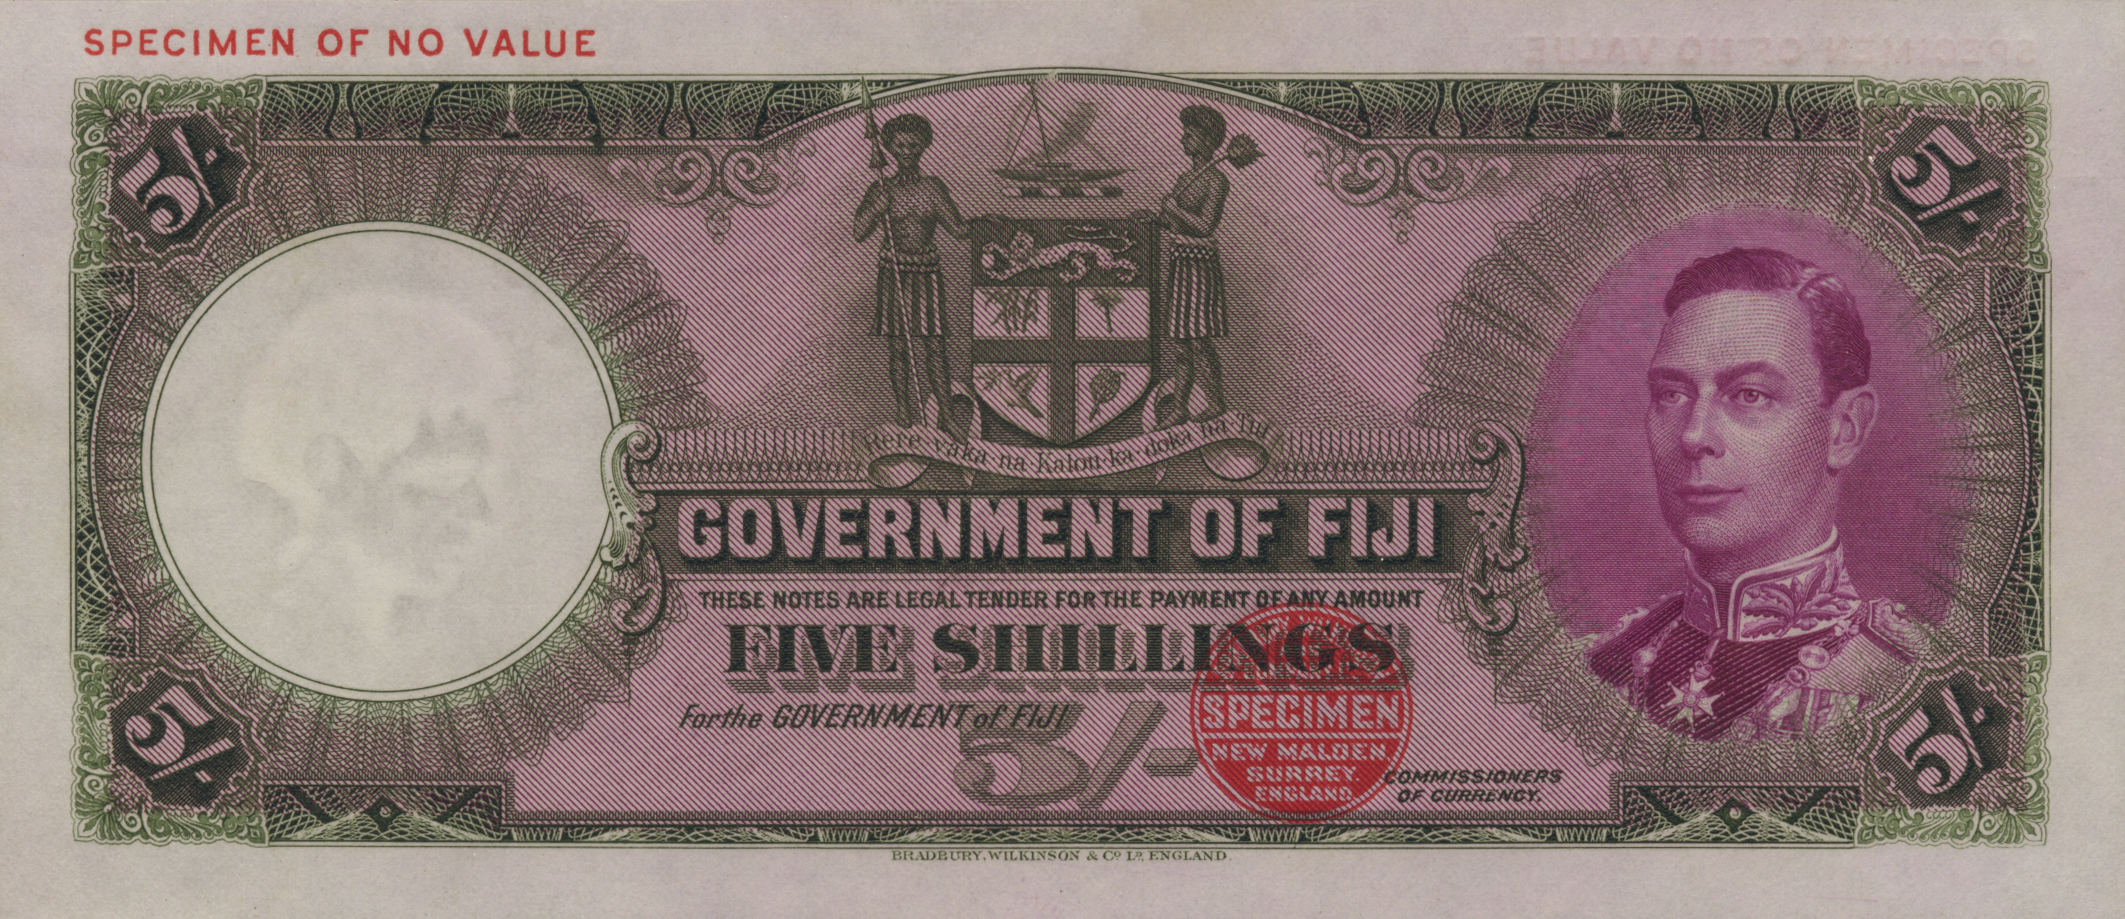 SPECIMEN OF NO VALUE
5/-
5/-
Rere·vaka·na·Kalou·ka·doka·na·Tui
GOVERNMENT OF FIJI
THESE NOTES ARE LEGAL TENDER FOR THE PAYMENT OF ANY AMOUNT
FIVE SHILLINGS
For the GOVERNMENT of FIJI
5/-
SPECIMEN
NEW MALDEN
SURREY
ENGLAND
COMMISSIONERS
OF CURRENCY.
5/-
5/-
BRADBURY, WILKINSON & Cº Lº ENGLAND.